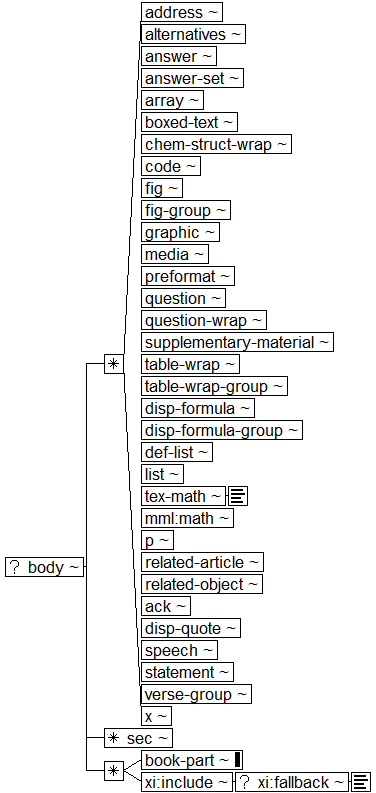 address ~
alternatives ~
answer ~
answer-set ~
array ~
boxed-text ~
chem-struct-wrap ~
code ~
fig ~
fig-group ~
graphic ~
media ~
preformat ~
question ~
question-wrap ~
supplementary-material ~
* table-wrap ~
table-wrap-group ~
disp-formula ~
disp-formula-group ~
def-list ~
list ~
tex-math ~
mml:math ~
p ~
related-article ~
? body ~
related-object ~
ack ~
disp-quote ~
speech ~
statement ~
verse-group ~
x ~
* sec ~
book-part ~
*
xi:include ~ ? xi:fallback ~